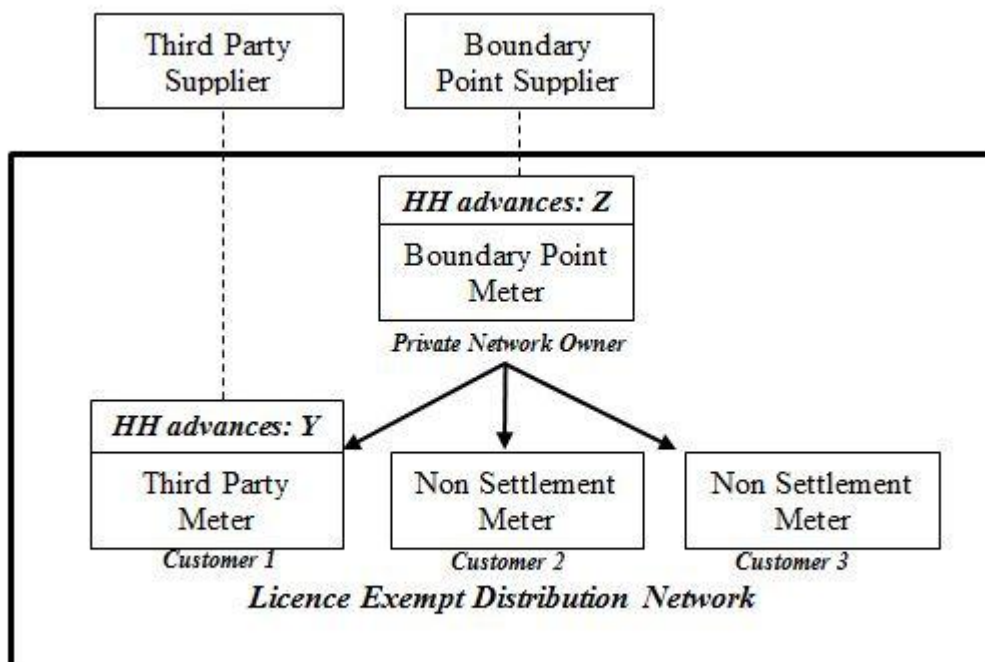 Third Party
Supplier
Boundary
Point Supplier
HH advances: Z
Boundary Point
Meter
Private Network Owner
HH advances: Y
Third Party
Meter
Customer 1
Non Settlement
Meter
Customer 2
Non Settlement
Meter
Customer 3
Licence Exempt Distribution Network